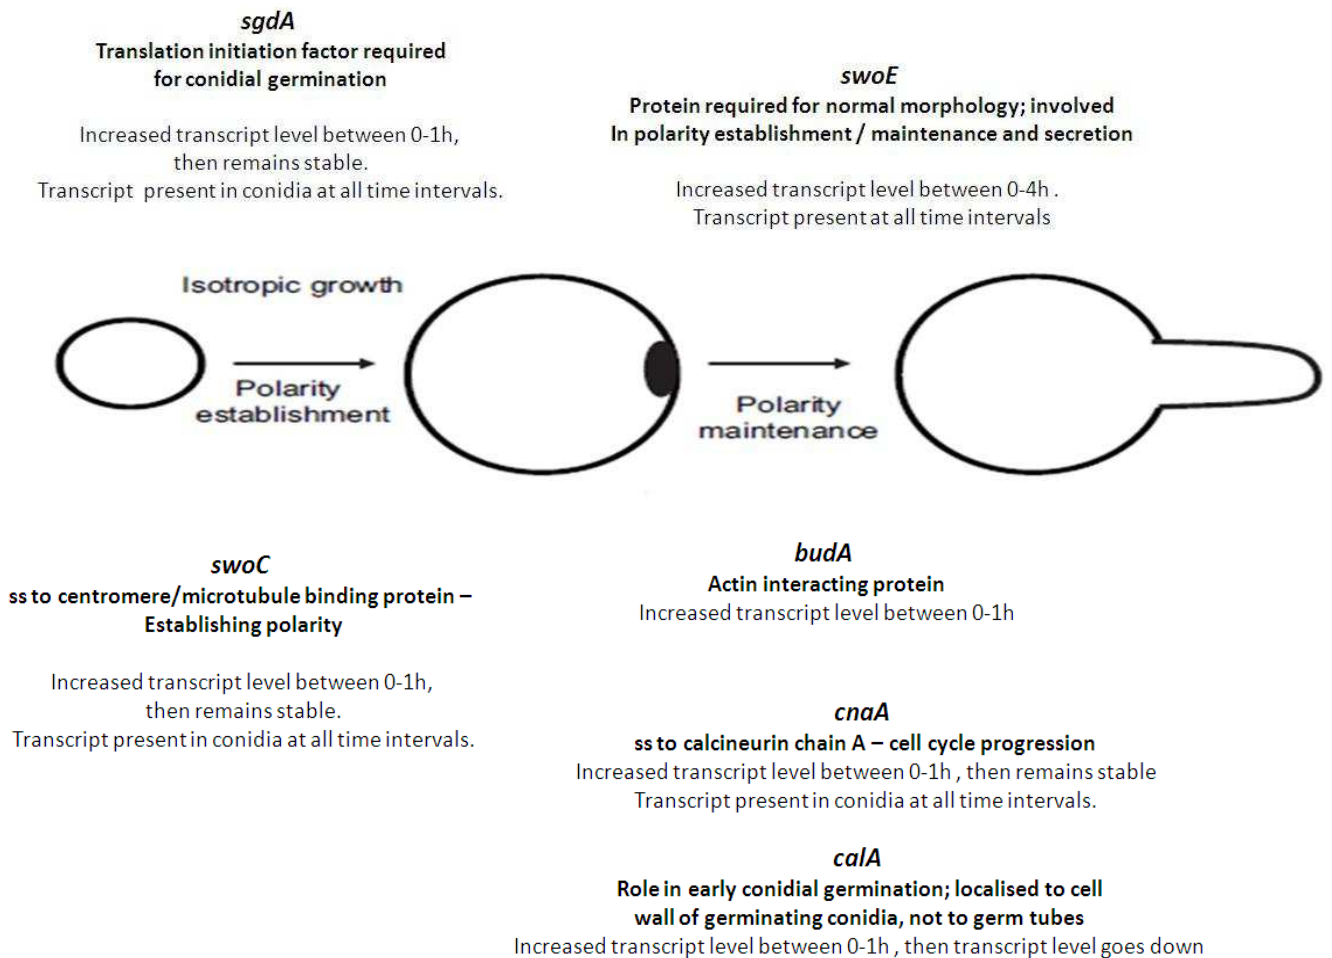 sgdA
Translation initiation factor required
for conidial germination
Increased transcript level between 0-1h,
then remains stable.
Transcript present in conidia at all time intervals.
swoE
Protein required for normal morphology; involved
In polarity establishment / maintenance and secretion
Increased transcript level between 0-4h .
Transcript present at all time intervals
Isotropic growth
Polarity
establishment
Polarity
maintenance
swoC
ss to centromere/microtubule binding protein –
Establishing polarity
Increased transcript level between 0-1h,
then remains stable.
Transcript present in conidia at all time intervals.
budA
Actin interacting protein
Increased transcript level between 0-1h
cnaA
ss to calcineurin chain A – cell cycle progression
Increased transcript level between 0-1h , then remains stable
Transcript present in conidia at all time intervals.
calA
Role in early conidial germination; localised to cell
wall of germinating conidia, not to germ tubes
Increased transcript level between 0-1h , then transcript level goes down